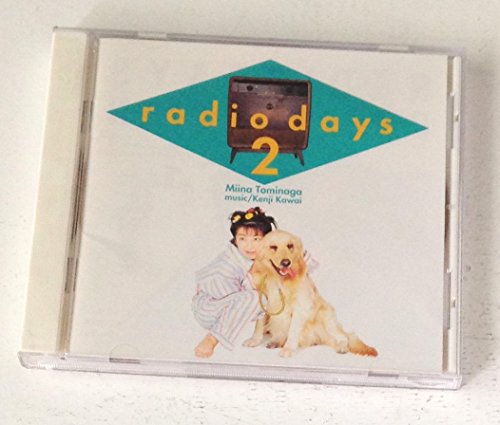 radio days
2
Miina Tominaga
music/Kenji Kawai